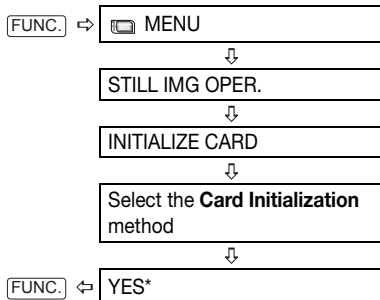 FUNC. ⇨ MENU
⇩
STILL IMG OPER.
⇩
INITIALIZE CARD
⇩
Select the Card Initialization
method
⇩
FUNC. ⇦ YES*